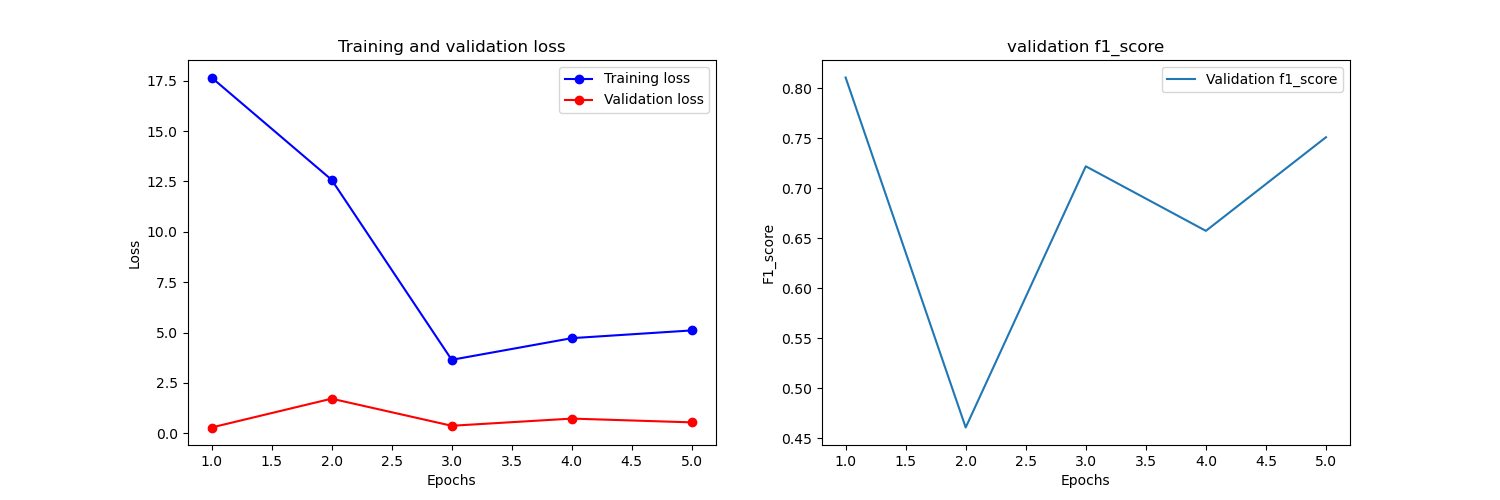 Training and validation loss
Training loss
Validation loss
17.5
15.0
12.5
10.0
7.5
5.0
2.5
0.0
Loss
1.0 1.5 2.0 2.5 3.0 3.5 4.0 4.5 5.0
Epochs
validation f1_score
Validation f1_score
0.80
0.75
0.70
0.65
0.60
0.55
0.50
0.45
F1_score
1.0 1.5 2.0 2.5 3.0 3.5 4.0 4.5 5.0
Epochs